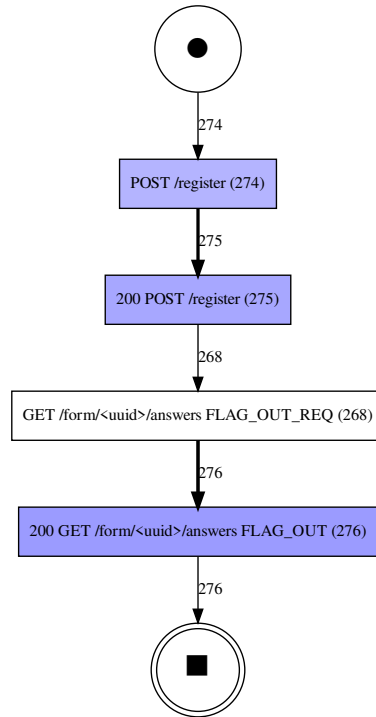 274
POST /register (274)
275
200 POST /register (275)
268
GET /form/<uuid>/answers FLAG_OUT_REQ (268)
276
200 GET /form/<uuid>/answers FLAG_OUT (276)
276